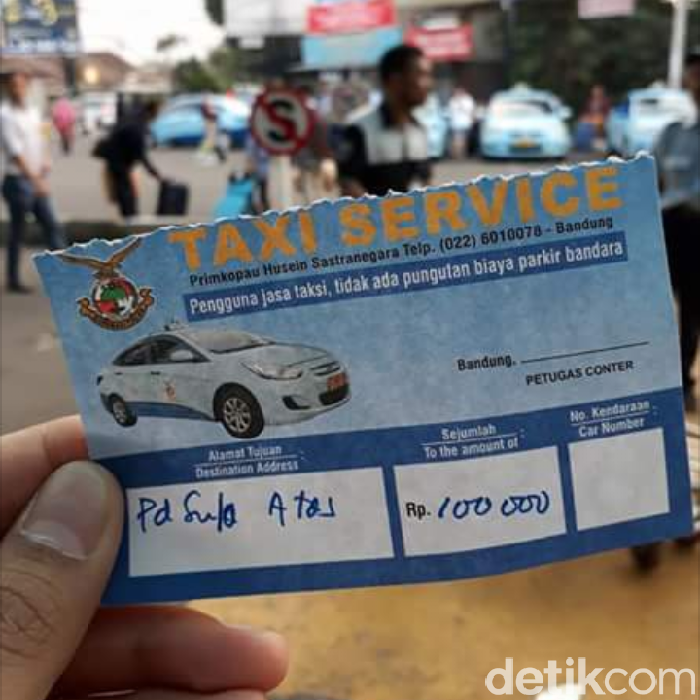 TAXI SERVICE
Primkopau Husein Sastranegara Telp. (022) 6010078 - Bandung
Pengguna jasa taksi, tidak ada pungutan biaya parkir bandara
Bandung,
PETUGAS CONTER
Alamat Tujuan
Destination Address :
Sejumlah
To the amount of :
No. Kendaraan
Car Number :
Pd Atas
Rp. 100 000
S
detikcom